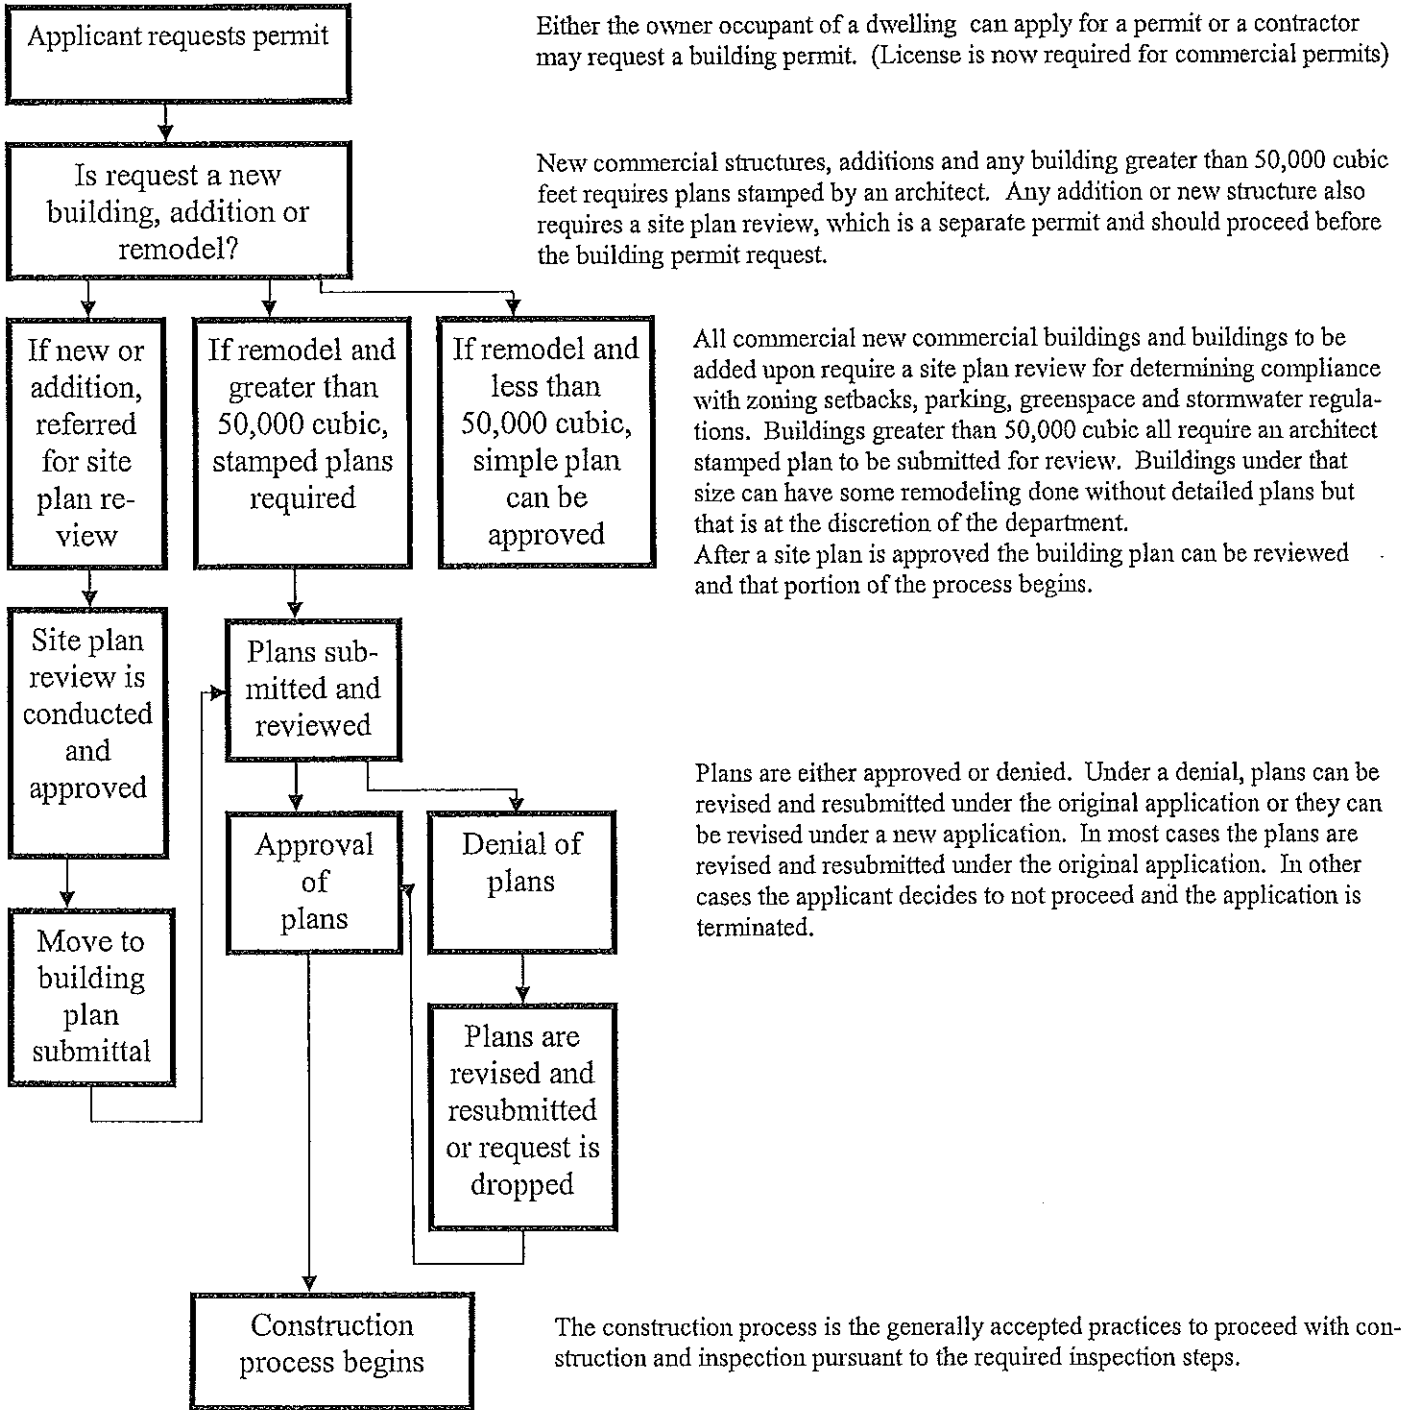 Applicant requests permit
Either the owner occupant of a dwelling can apply for a permit or a contractor
may request a building permit. (License is now required for commercial permits)
Is request a new
building, addition or
remodel?
New commercial structures, additions and any building greater than 50,000 cubic
feet requires plans stamped by an architect. Any addition or new structure also
requires a site plan review, which is a separate permit and should proceed before
the building permit request.
If new or
addition,
referred
for site
plan re-
view
If remodel and
greater than
50,000 cubic,
stamped plans
required
If remodel and
less than
50,000 cubic,
simple plan
can be
approved
All commercial new commercial buildings and buildings to be
added upon require a site plan review for determining compliance
with zoning setbacks, parking, greenspace and stormwater regula-
tions. Buildings greater than 50,000 cubic all require an architect
stamped plan to be submitted for review. Buildings under that
size can have some remodeling done without detailed plans but
that is at the discretion of the department.
After a site plan is approved the building plan can be reviewed
and that portion of the process begins.
Site plan
review is
conducted
and
approved
Plans sub-
mitted and
reviewed
Plans are either approved or denied. Under a denial, plans can be
revised and resubmitted under the original application or they can
be revised under a new application. In most cases the plans are
revised and resubmitted under the original application. In other
cases the applicant decides to not proceed and the application is
terminated.
Approval
of
plans
Denial of
plans
Move to
building
plan
submittal
Plans are
revised and
resubmitted
or request is
dropped
Construction
process begins
The construction process is the generally accepted practices to proceed with con-
struction and inspection pursuant to the required inspection steps.